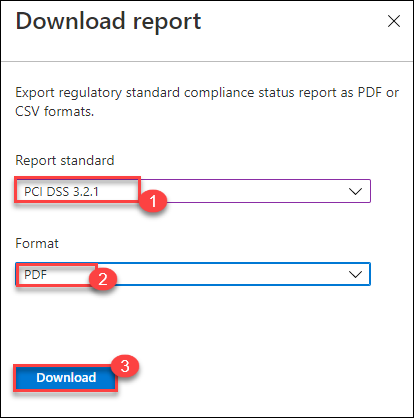 Download report
Export regulatory standard compliance status report as PDF or
CSV formats.
Report standard
PCI DSS 3.2.1
1
Format
PDF
2
3
Download